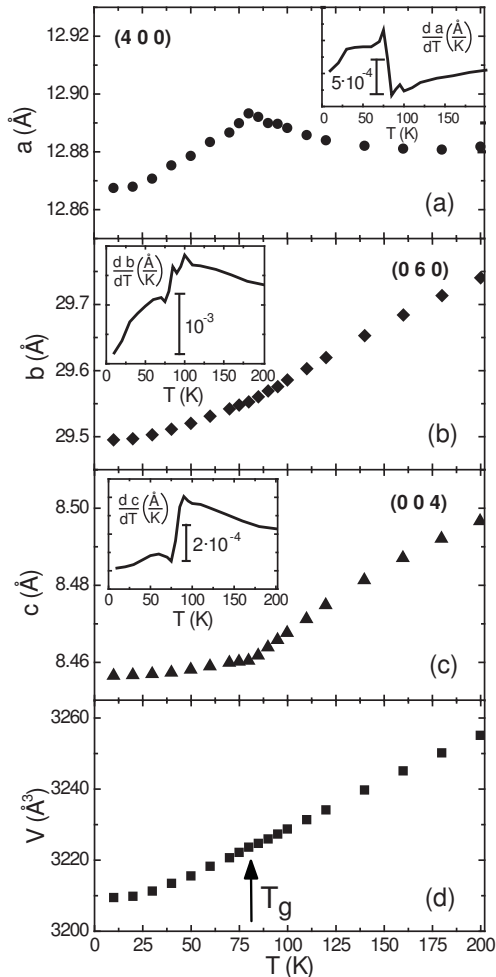 12.92
12.90
12.88
12.86
a (Å)
(4 0 0)
d a
dT
(Å
K)
5·10-4
0 50 100 150
T (K)
(a)
29.7
29.6
29.5
b (Å)
d b
dT
(Å
K)
10-3
0 50 100 150 200
T (K)
(0 6 0)
(b)
8.50
8.48
8.46
c (Å)
d c
dT
(Å
K)
2·10-4
0 50 100 150 200
T (K)
(0 0 4)
(c)
3260
3240
3220
3200
V (Å3)
Tg
(d)
0 25 50 75 100 125 150 175 200
T (K)